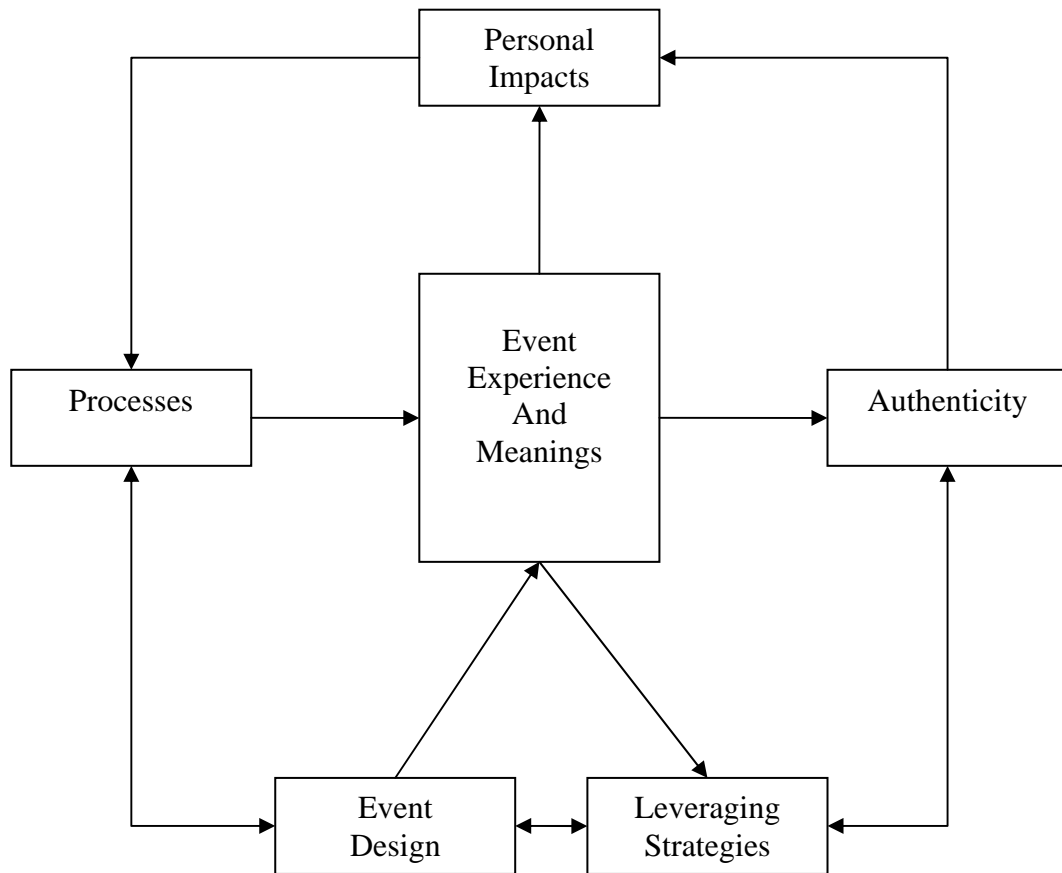 Personal
Impacts
Processes
Event
Experience
And
Meanings
Authenticity
Event
Design
Leveraging
Strategies